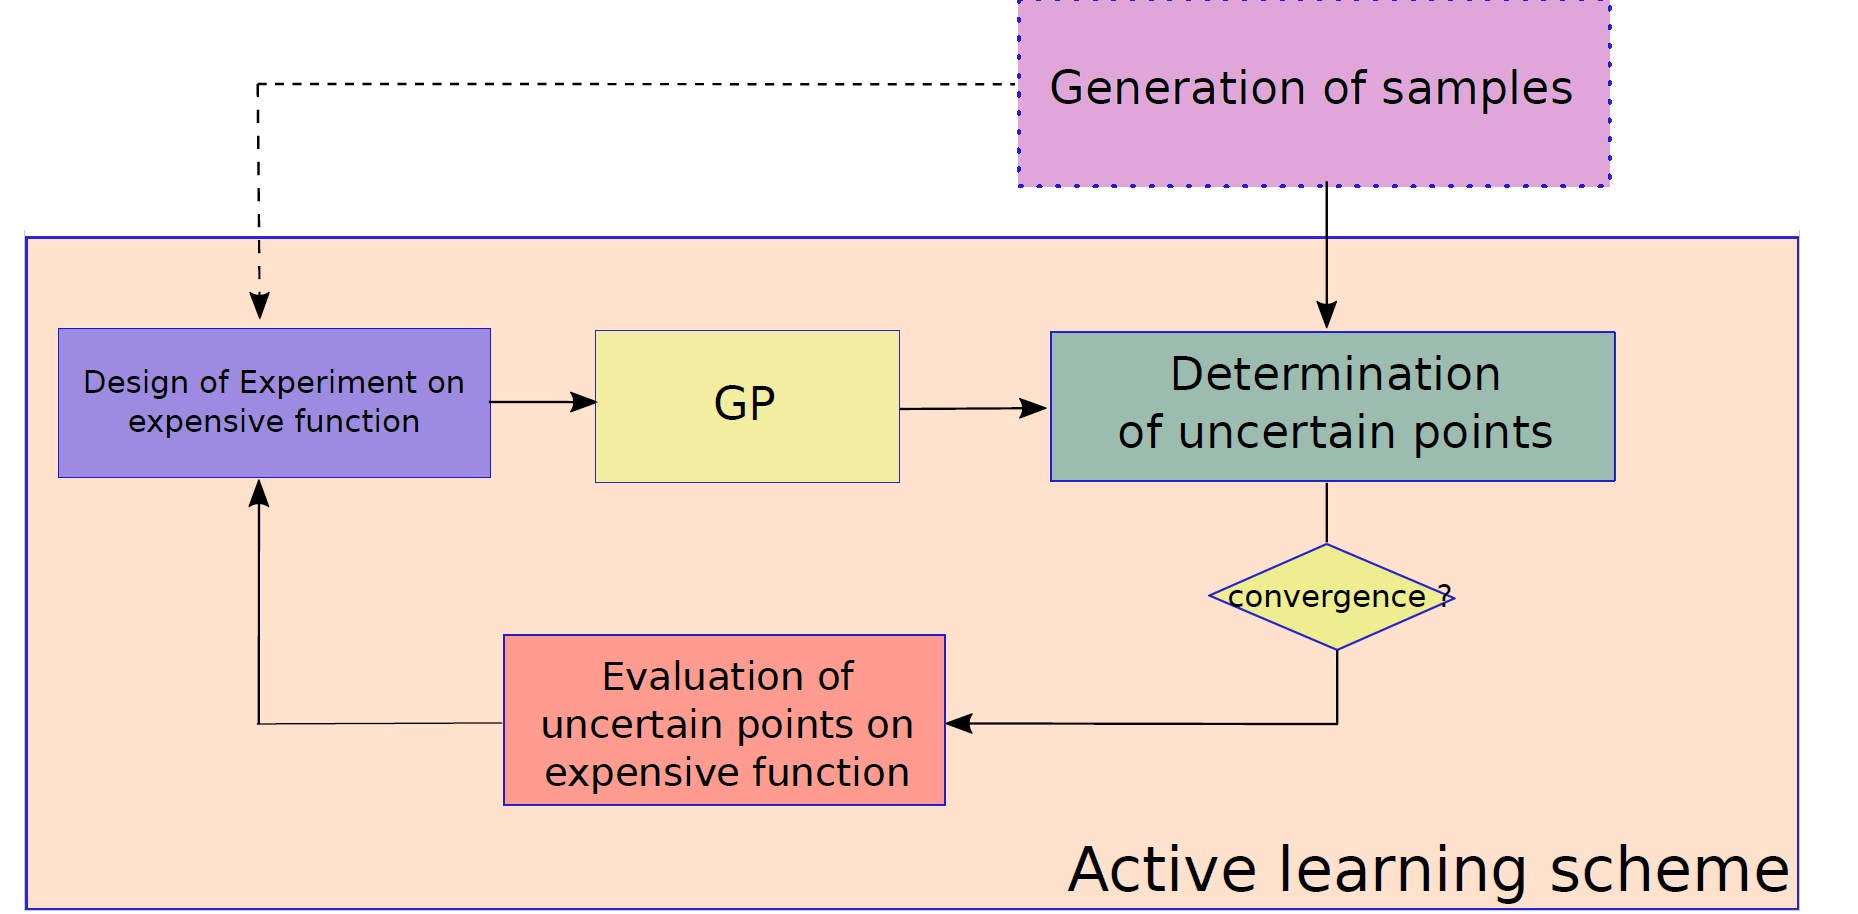 Generation of samples
Design of Experiment on
expensive function
GP
Determination
of uncertain points
convergence ?
Evaluation of
uncertain points on
expensive function
Active learning scheme